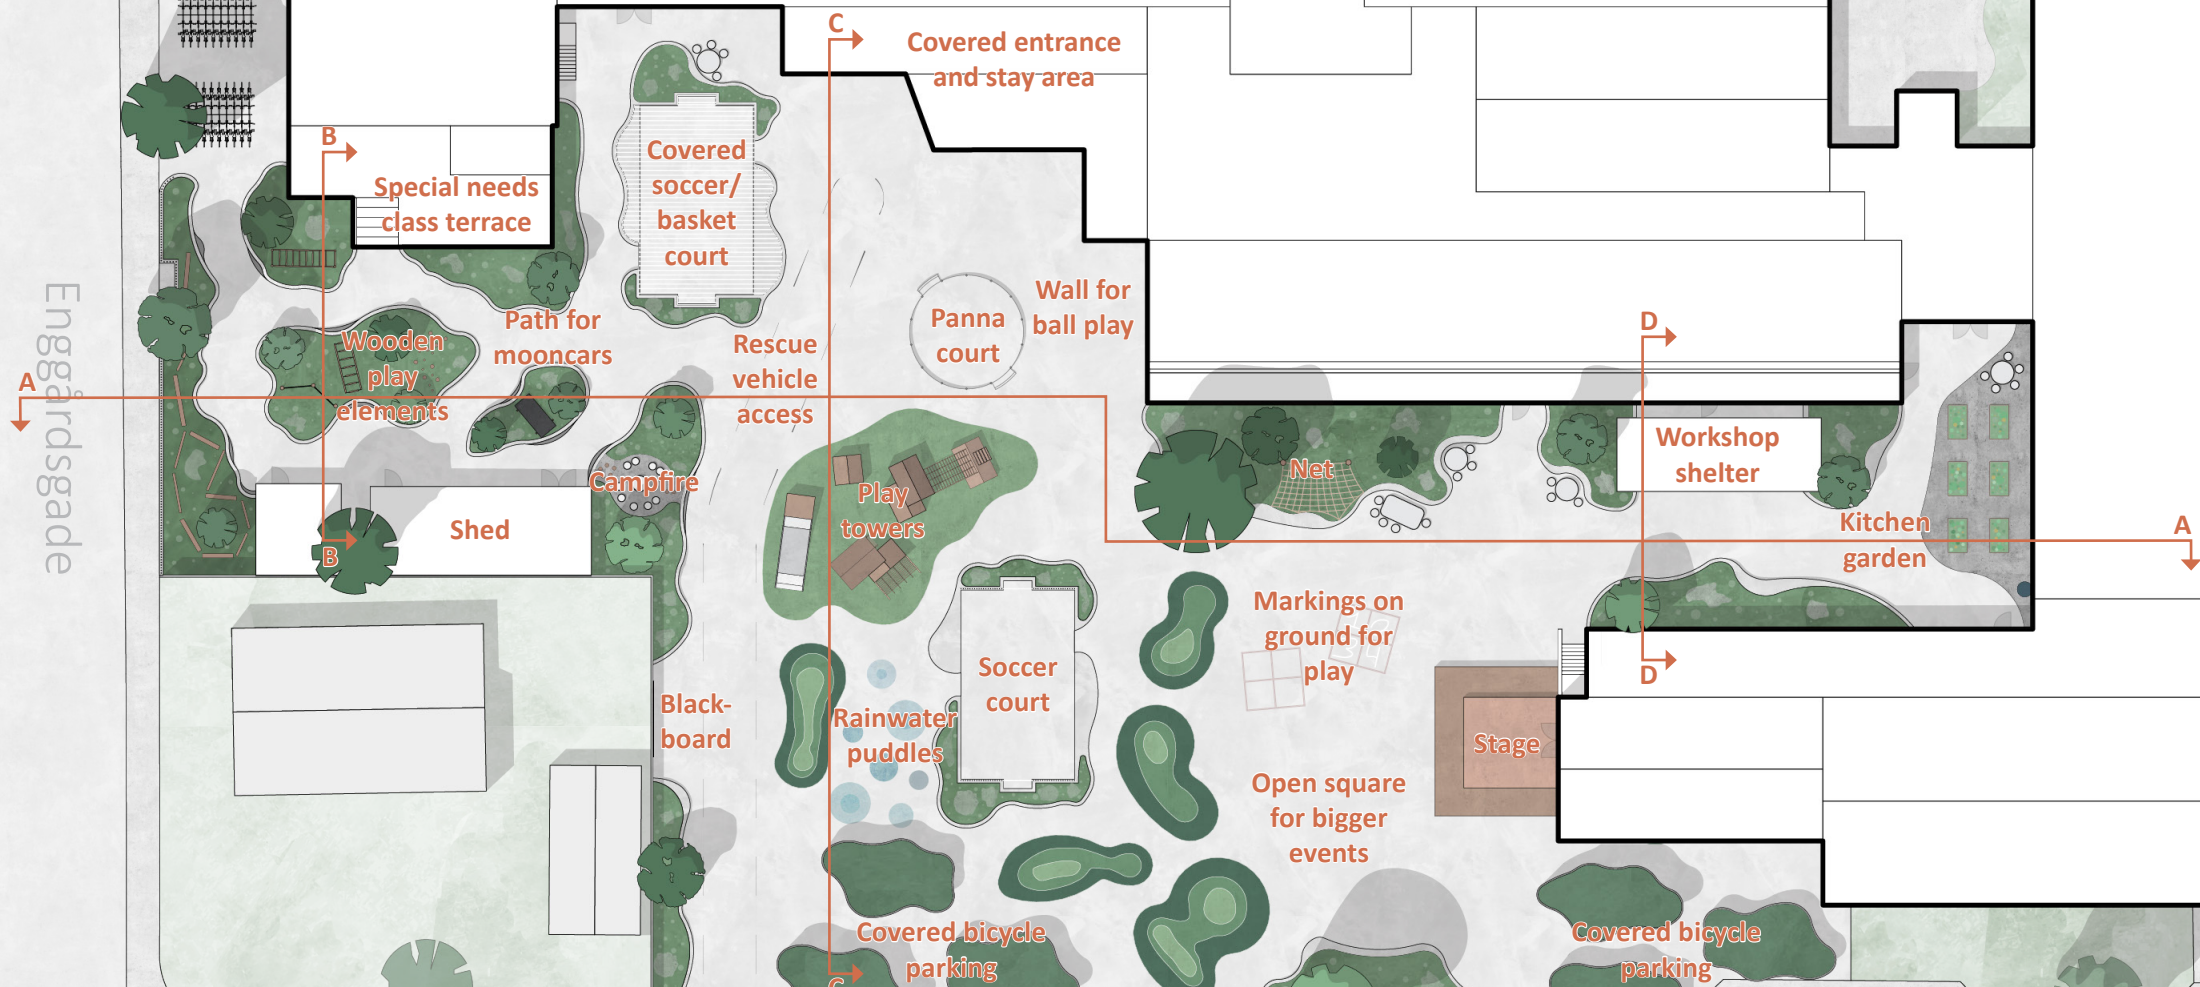 C
Covered entrance
and stay area
B
Special needs
class terrace
Covered
soccer/
basket
court
Enggårdsgade
Wooden
play
elements
Path for
mooncars
Rescue
vehicle
access
Panna
court
Wall for
ball play
D
A
Campfire
Shed
B
Play
towers
Net
Workshop
shelter
Kitchen
garden
A
Markings on
ground for
play
Soccer
court
D
Black-
board
Rainwater
puddles
Stage
Open square
for bigger
events
Covered bicycle
parking
Covered bicycle
parking
C